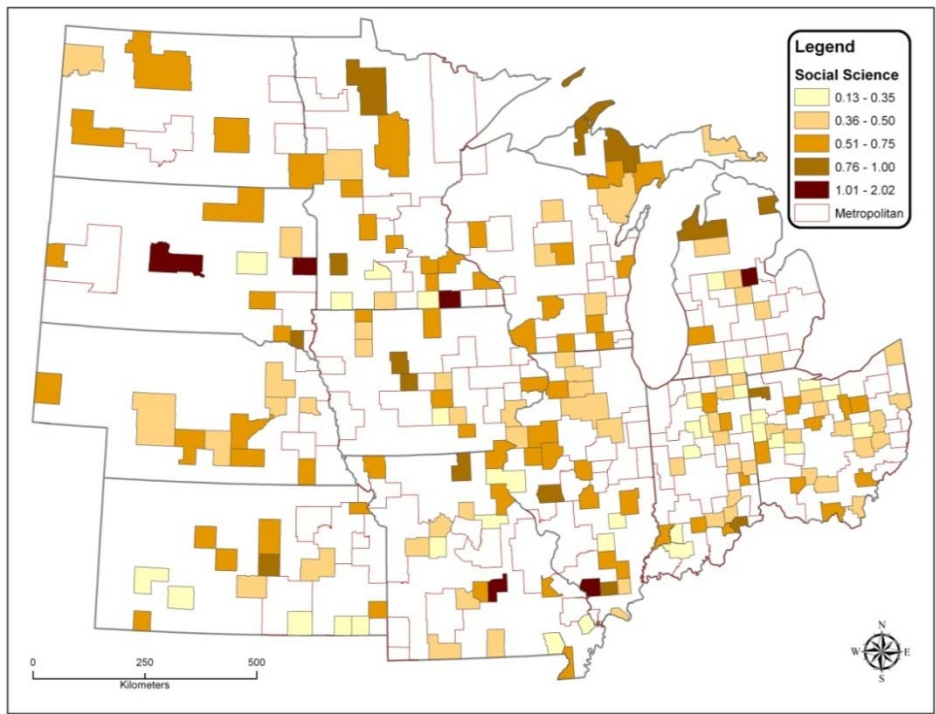 Legend
Social Science
0.13 - 0.35
0.36 - 0.50
0.51 - 0.75
0.76 - 1.00
1.01 - 2.02
Metropolitan
N
W E
S
0 250 500
Kilometers